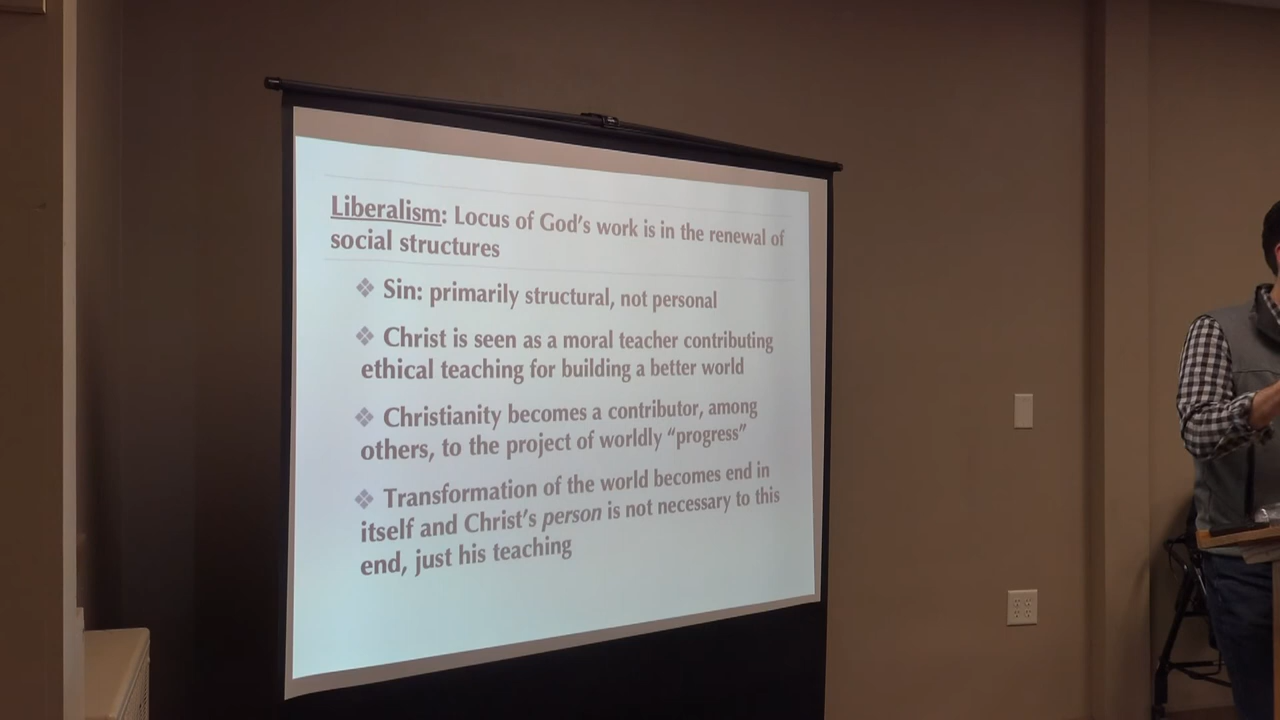 Liberalism: Locus of God's work is in the renewal of
social structures
❖ Sin: primarily structural, not personal
❖ Christ is seen as a moral teacher contributing
ethical teaching for building a better world
❖ Christianity becomes a contributor, among
others, to the project of worldly “progress”
❖ Transformation of the world becomes end in
itself and Christ's person is not necessary to this
end, just his teaching